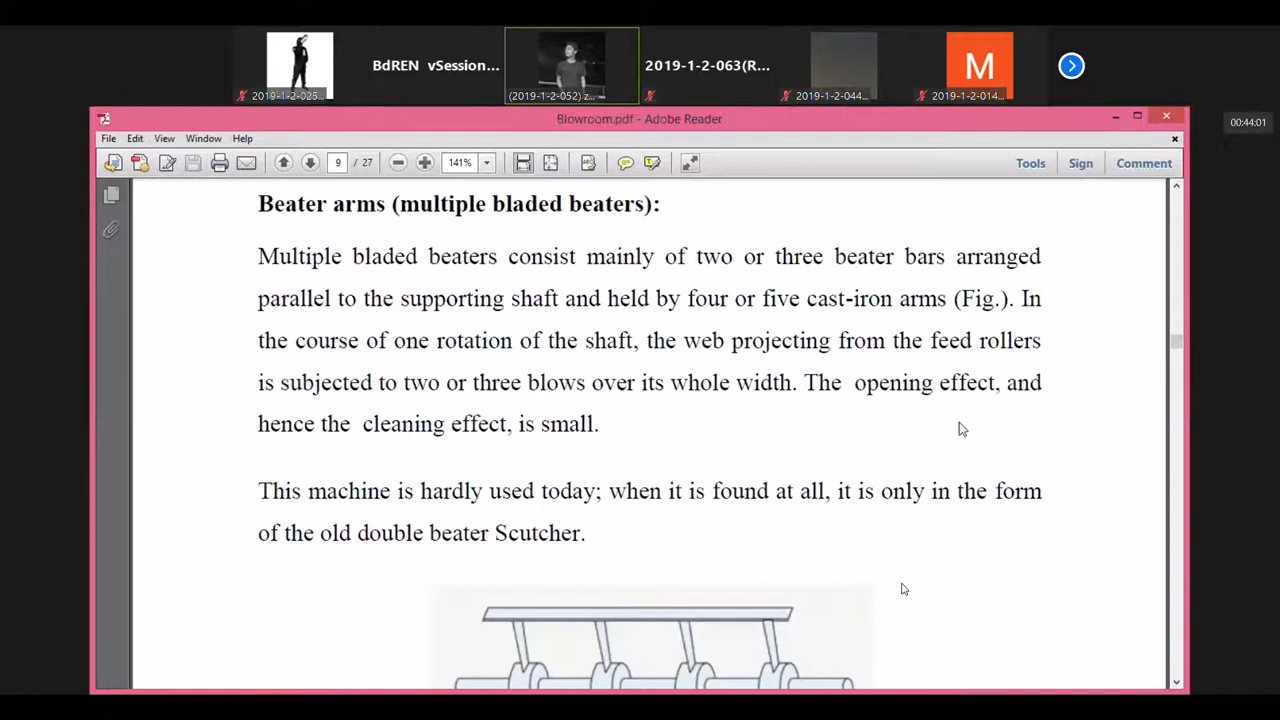 BdREN vSession...
2019-1-2-063(R...
M
2019-1-2-025...
(2019-1-2-052) z...
2019-1-2-044...
2019-1-2-014...
00:44:01
Blowroom.pdf - Adobe Reader
File Edit View Window Help
9 / 27 141% Tools Sign Comment
Beater arms (multiple bladed beaters):
Multiple bladed beaters consist mainly of two or three beater bars arranged
parallel to the supporting shaft and held by four or five cast-iron arms (Fig.). In
the course of one rotation of the shaft, the web projecting from the feed rollers
is subjected to two or three blows over its whole width. The opening effect, and
hence the cleaning effect, is small.
This machine is hardly used today; when it is found at all, it is only in the form
of the old double beater Scutcher.